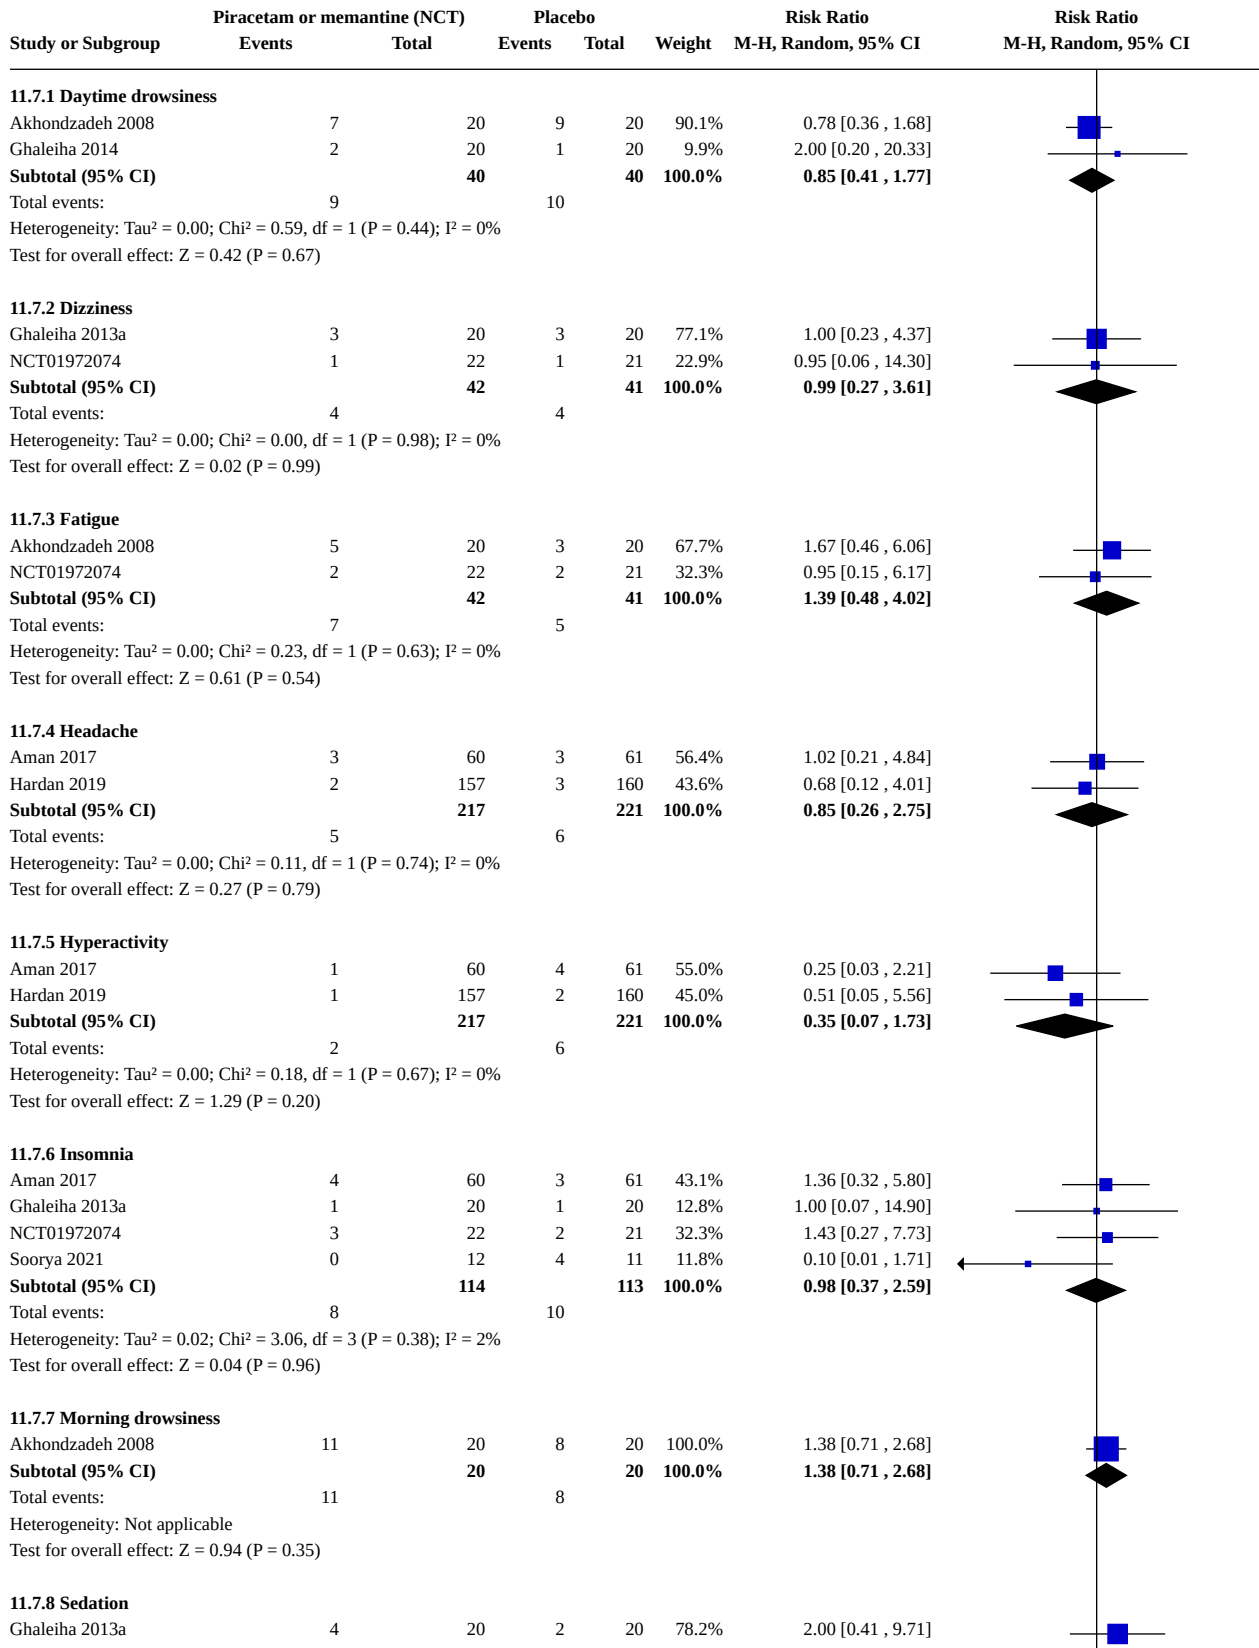 Piracetam or memantine (NCT) Placebo Risk Ratio Risk Ratio
Study or Subgroup Events Total Events Total Weight M-H, Random, 95% CI M-H, Random, 95% CI
11.7.1 Daytime drowsiness
Akhondzadeh 2008 7 20 9 20 90.1% 0.78 [0.36 , 1.68]
Ghaleiha 2014 2 20 1 20 9.9% 2.00 [0.20 , 20.33]
Subtotal (95% CI) 40 40 100.0% 0.85 [0.41 , 1.77]
Total events: 9 10
Heterogeneity: Tau² = 0.00; Chi² = 0.59, df = 1 (P = 0.44); I² = 0%
Test for overall effect: Z = 0.42 (P = 0.67)
11.7.2 Dizziness
Ghaleiha 2013a 3 20 3 20 77.1% 1.00 [0.23 , 4.37]
NCT01972074 1 22 1 21 22.9% 0.95 [0.06 , 14.30]
Subtotal (95% CI) 42 41 100.0% 0.99 [0.27 , 3.61]
Total events: 4 4
Heterogeneity: Tau² = 0.00; Chi² = 0.00, df = 1 (P = 0.98); I² = 0%
Test for overall effect: Z = 0.02 (P = 0.99)
11.7.3 Fatigue
Akhondzadeh 2008 5 20 3 20 67.7% 1.67 [0.46 , 6.06]
NCT01972074 2 22 2 21 32.3% 0.95 [0.15 , 6.17]
Subtotal (95% CI) 42 41 100.0% 1.39 [0.48 , 4.02]
Total events: 7 5
Heterogeneity: Tau² = 0.00; Chi² = 0.23, df = 1 (P = 0.63); I² = 0%
Test for overall effect: Z = 0.61 (P = 0.54)
11.7.4 Headache
Aman 2017 3 60 3 61 56.4% 1.02 [0.21 , 4.84]
Hardan 2019 2 157 3 160 43.6% 0.68 [0.12 , 4.01]
Subtotal (95% CI) 217 221 100.0% 0.85 [0.26 , 2.75]
Total events: 5 6
Heterogeneity: Tau² = 0.00; Chi² = 0.11, df = 1 (P = 0.74); I² = 0%
Test for overall effect: Z = 0.27 (P = 0.79)
11.7.5 Hyperactivity
Aman 2017 1 60 4 61 55.0% 0.25 [0.03 , 2.21]
Hardan 2019 1 157 2 160 45.0% 0.51 [0.05 , 5.56]
Subtotal (95% CI) 217 221 100.0% 0.35 [0.07 , 1.73]
Total events: 2 6
Heterogeneity: Tau² = 0.00; Chi² = 0.18, df = 1 (P = 0.67); I² = 0%
Test for overall effect: Z = 1.29 (P = 0.20)
11.7.6 Insomnia
Aman 2017 4 60 3 61 43.1% 1.36 [0.32 , 5.80]
Ghaleiha 2013a 1 20 1 20 12.8% 1.00 [0.07 , 14.90]
NCT01972074 3 22 2 21 32.3% 1.43 [0.27 , 7.73]
Soorya 2021 0 12 4 11 11.8% 0.10 [0.01 , 1.71]
Subtotal (95% CI) 114 113 100.0% 0.98 [0.37 , 2.59]
Total events: 8 10
Heterogeneity: Tau² = 0.02; Chi² = 3.06, df = 3 (P = 0.38); I² = 2%
Test for overall effect: Z = 0.04 (P = 0.96)
11.7.7 Morning drowsiness
Akhondzadeh 2008 11 20 8 20 100.0% 1.38 [0.71 , 2.68]
Subtotal (95% CI) 20 20 100.0% 1.38 [0.71 , 2.68]
Total events: 11 8
Heterogeneity: Not applicable
Test for overall effect: Z = 0.94 (P = 0.35)
11.7.8 Sedation
Ghaleiha 2013a 4 20 2 20 78.2% 2.00 [0.41 , 9.71]